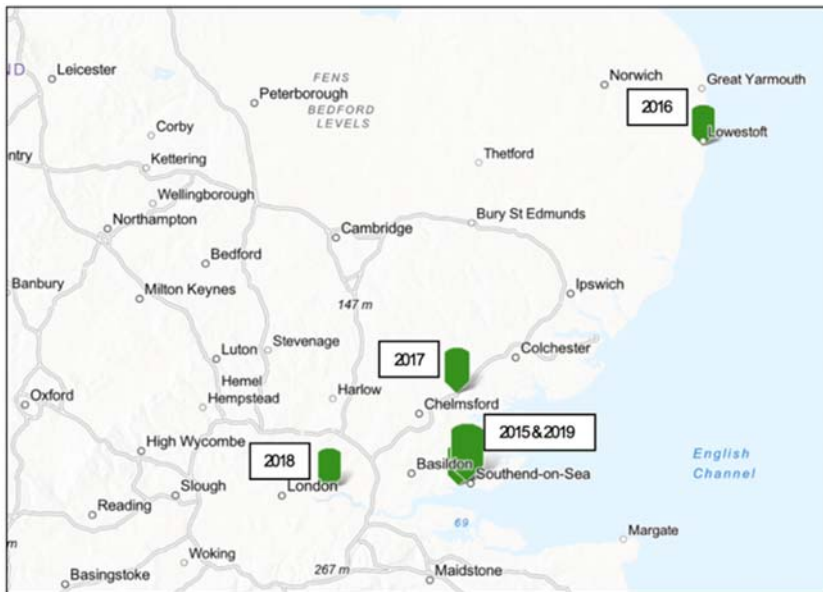 ND
Leicester
Peterborough
FENS
BEDFORD
LEVELS
Norwich
Great Yarmouth
2016
Lowestoft
Corby
ntry
Kettering
Thetford
Wellingborough
Northampton
Cambridge
Bury St Edmunds
Bedford
Banbury
Milton Keynes
147 m
Ipswich
Luton
Stevenage
2017
Colchester
Hemel
Hempstead
Harlow
Oxford
Chelmsford
2015 & 2019
High Wycombe
2018
Basildon
Southend-on-Sea
English
Channel
Slough
London
Reading
69
Margate
m
Woking
267 m
Basingstoke
Maidstone